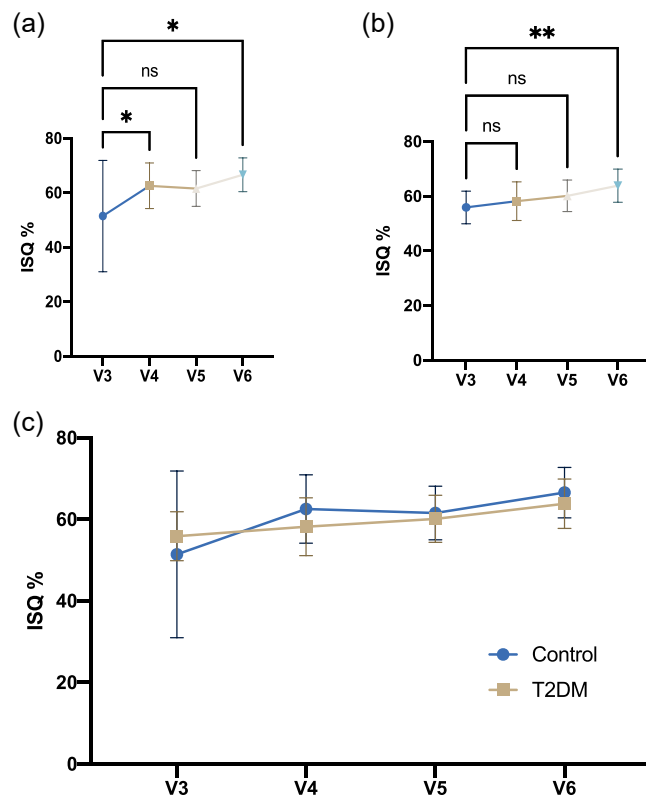 (a)
*
ns
*
80
60
40
20
0
ISQ %
V3 V4 V5 V6
(b)
**
ns
ns
80
60
40
20
0
ISQ %
V3 V4 V5 V6
(c)
80
60
40
20
0
ISQ %
Control
T2DM
V3 V4 V5 V6